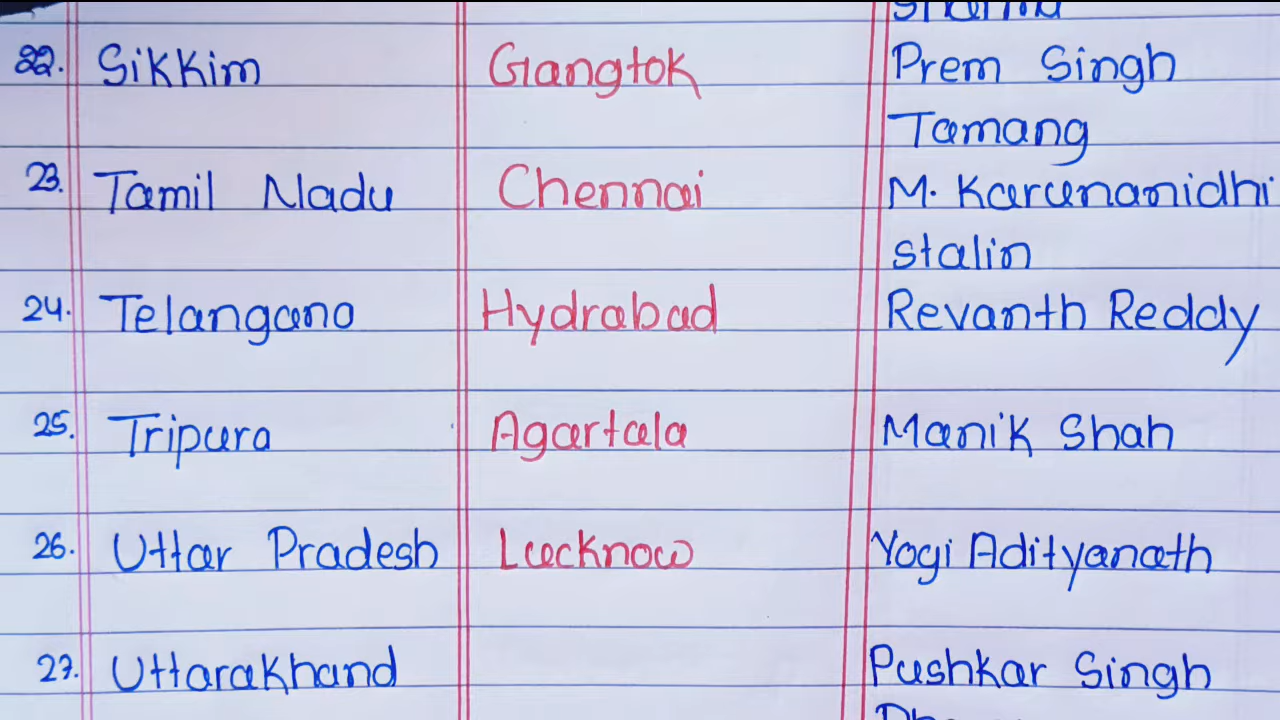 22. Sikkim Gangtok Prem Singh
Tamang
23. Tamil Nadu Chennai M. Karunanidhi
Stalin
24. Telangana Hydrabad Revanth Reddy
25. Tripura Agartala Manik Shah
26. Uttar Pradesh Lucknow Yogi Adityanath
27. Uttarakhand Pushkar Singh